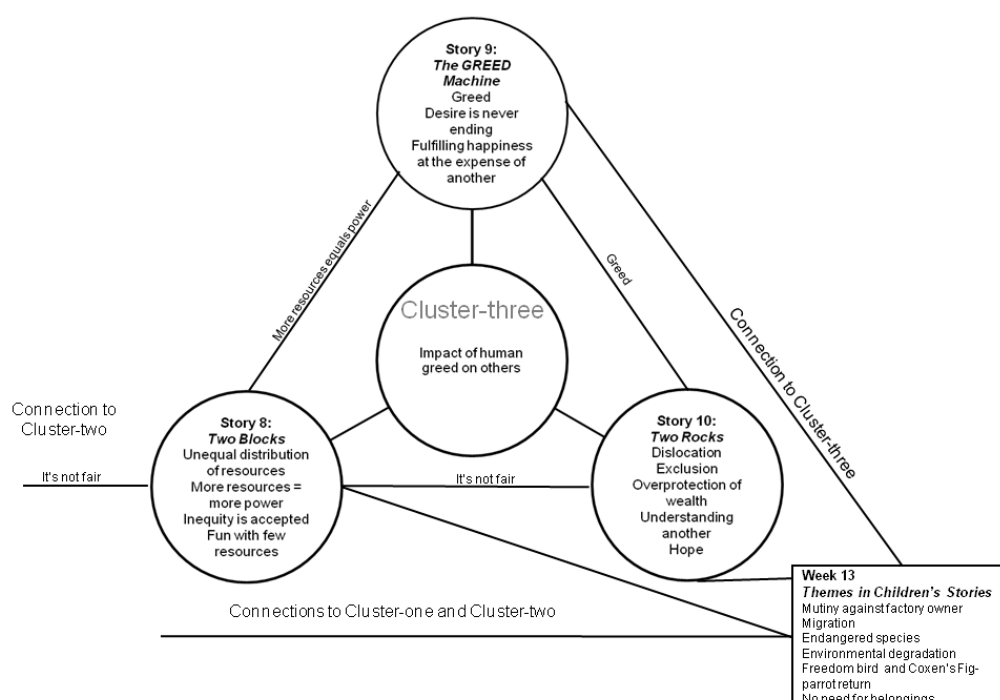 Story 9:
The GREED
Machine
Greed
Desire is never
ending
Fulfilling happiness
at the expense of
another
More resources equals power
Greed
Connection to Cluster-three
Cluster-three
Impact of human
greed on others
Connection to
Cluster-two
It's not fair
Story 8:
Two Blocks
Unequal distribution
of resources
More resources =
more power
Inequity is accepted
Fun with few
resources
It's not fair
Story 10:
Two Rocks
Dislocation
Exclusion
Overprotection of
wealth
Understanding
another
Hope
Connections to Cluster-one and Cluster-two
Week 13
Themes in Children's Stories
Mutiny against factory owner
Migration
Endangered species
Environmental degradation
Freedom bird and Coxen's Fig-
parrot return
No need for belongings